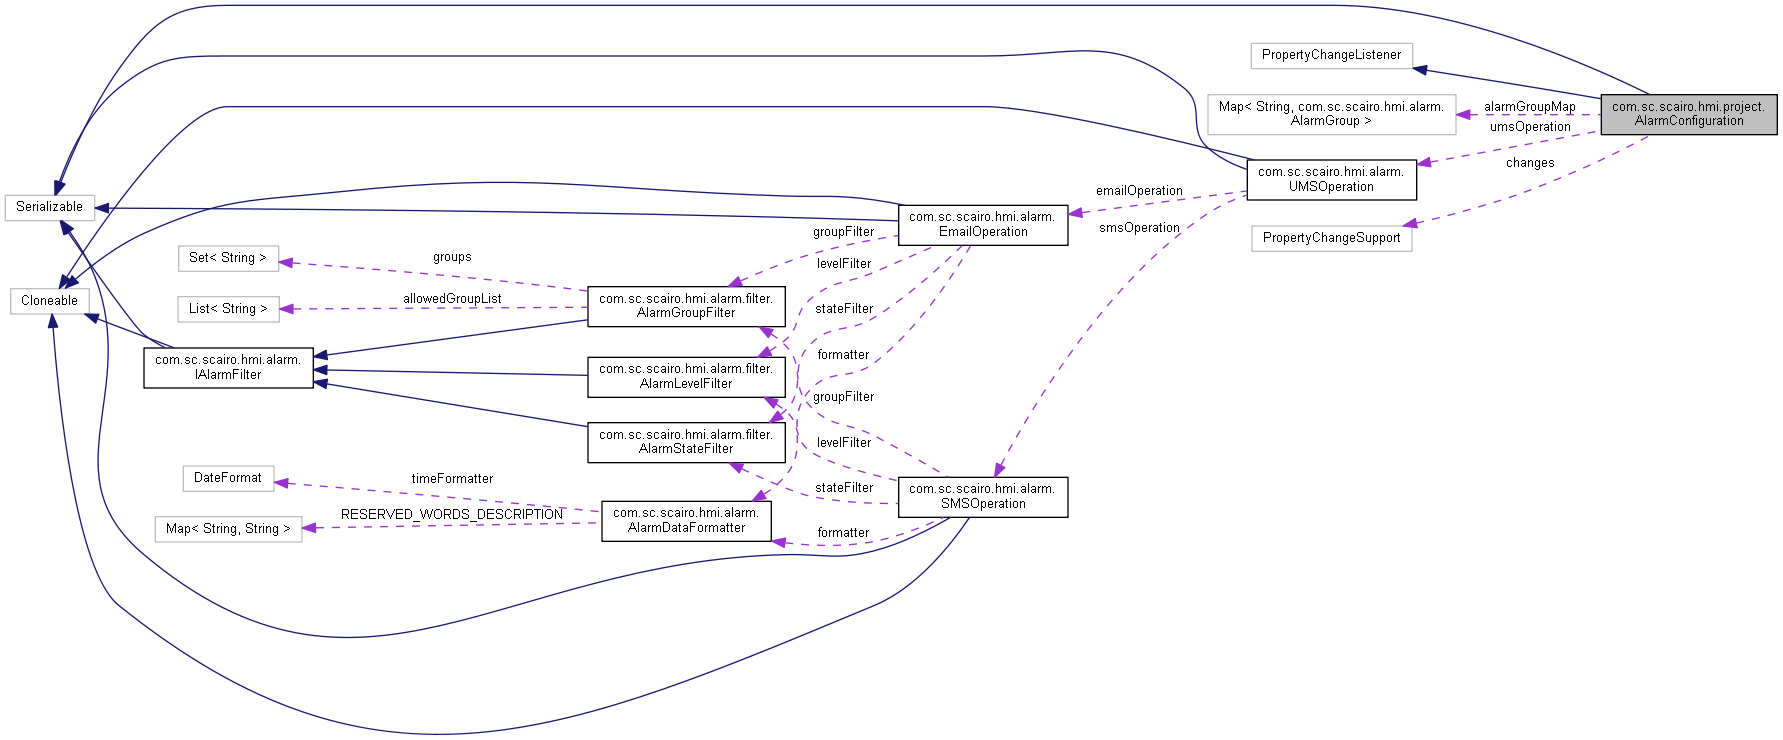 PropertyChangeListener
com.sc.scairo.hmi.project.
AlarmConfiguration
Map< String, com.sc.scairo.hmi.alarm.
AlarmGroup >
alarmGroupMap
umsOperation
changes
com.sc.scairo.hmi.alarm.
UMSOperation
emailOperation
smsOperation
PropertyChangeSupport
Serializable
com.sc.scairo.hmi.alarm.
EmailOperation
groupFilter
levelFilter
stateFilter
formatter
Set< String >
groups
Cloneable
List< String >
allowedGroupList
com.sc.scairo.hmi.alarm.filter.
AlarmGroupFilter
com.sc.scairo.hmi.alarm.
IAlarmFilter
com.sc.scairo.hmi.alarm.filter.
AlarmLevelFilter
groupFilter
com.sc.scairo.hmi.alarm.filter.
AlarmStateFilter
levelFilter
stateFilter
com.sc.scairo.hmi.alarm.
SMSOperation
DateFormat
timeFormatter
Map< String, String >
RESERVED_WORDS_DESCRIPTION
com.sc.scairo.hmi.alarm.
AlarmDataFormatter
formatter